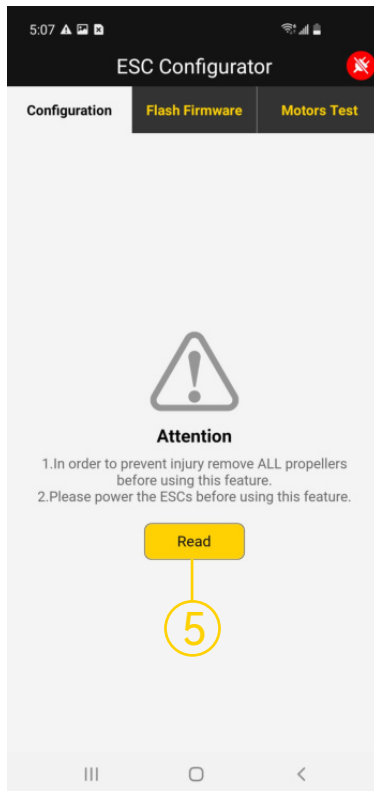 5:07
ESC Configurator
Configuration
Flash Firmware
Motors Test
Attention
1.In order to prevent injury remove ALL propellers
before using this feature.
2.Please power the ESCs before using this feature.
Read
5